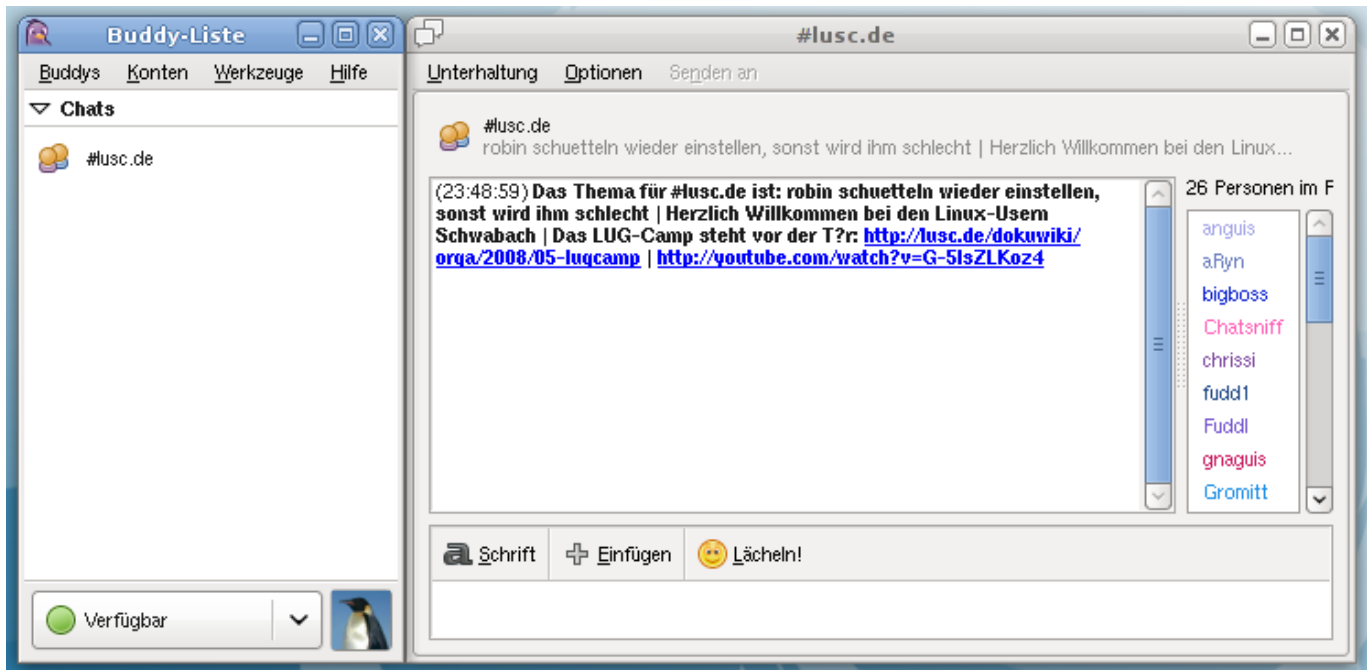 Buddy-Liste
Buddys Konten Werkzeuge Hilfe
Chats
#lusc.de
Verfügbar
#lusc.de
Unterhaltung Optionen Senden an
#lusc.de
robin schuetteln wieder einstellen, sonst wird ihm schlecht | Herzlich Willkommen bei den Linux...
(23:48:59) Das Thema für #lusc.de ist: robin schuetteln wieder einstellen,
sonst wird ihm schlecht | Herzlich Willkommen bei den Linux-Usern
Schwabach | Das LUG-Camp steht vor der T?r: http://lusc.de/dokuwiki/
orga/2008/05-lugcamp | http://youtube.com/watch?v=G-5IsZLKoz4
26 Personen im F
anguis
aRyn
bigboss
Chatsniff
chrissi
fudd1
Fuddl
gnaguis
Gromitt
Schrift Einfügen Lächeln!